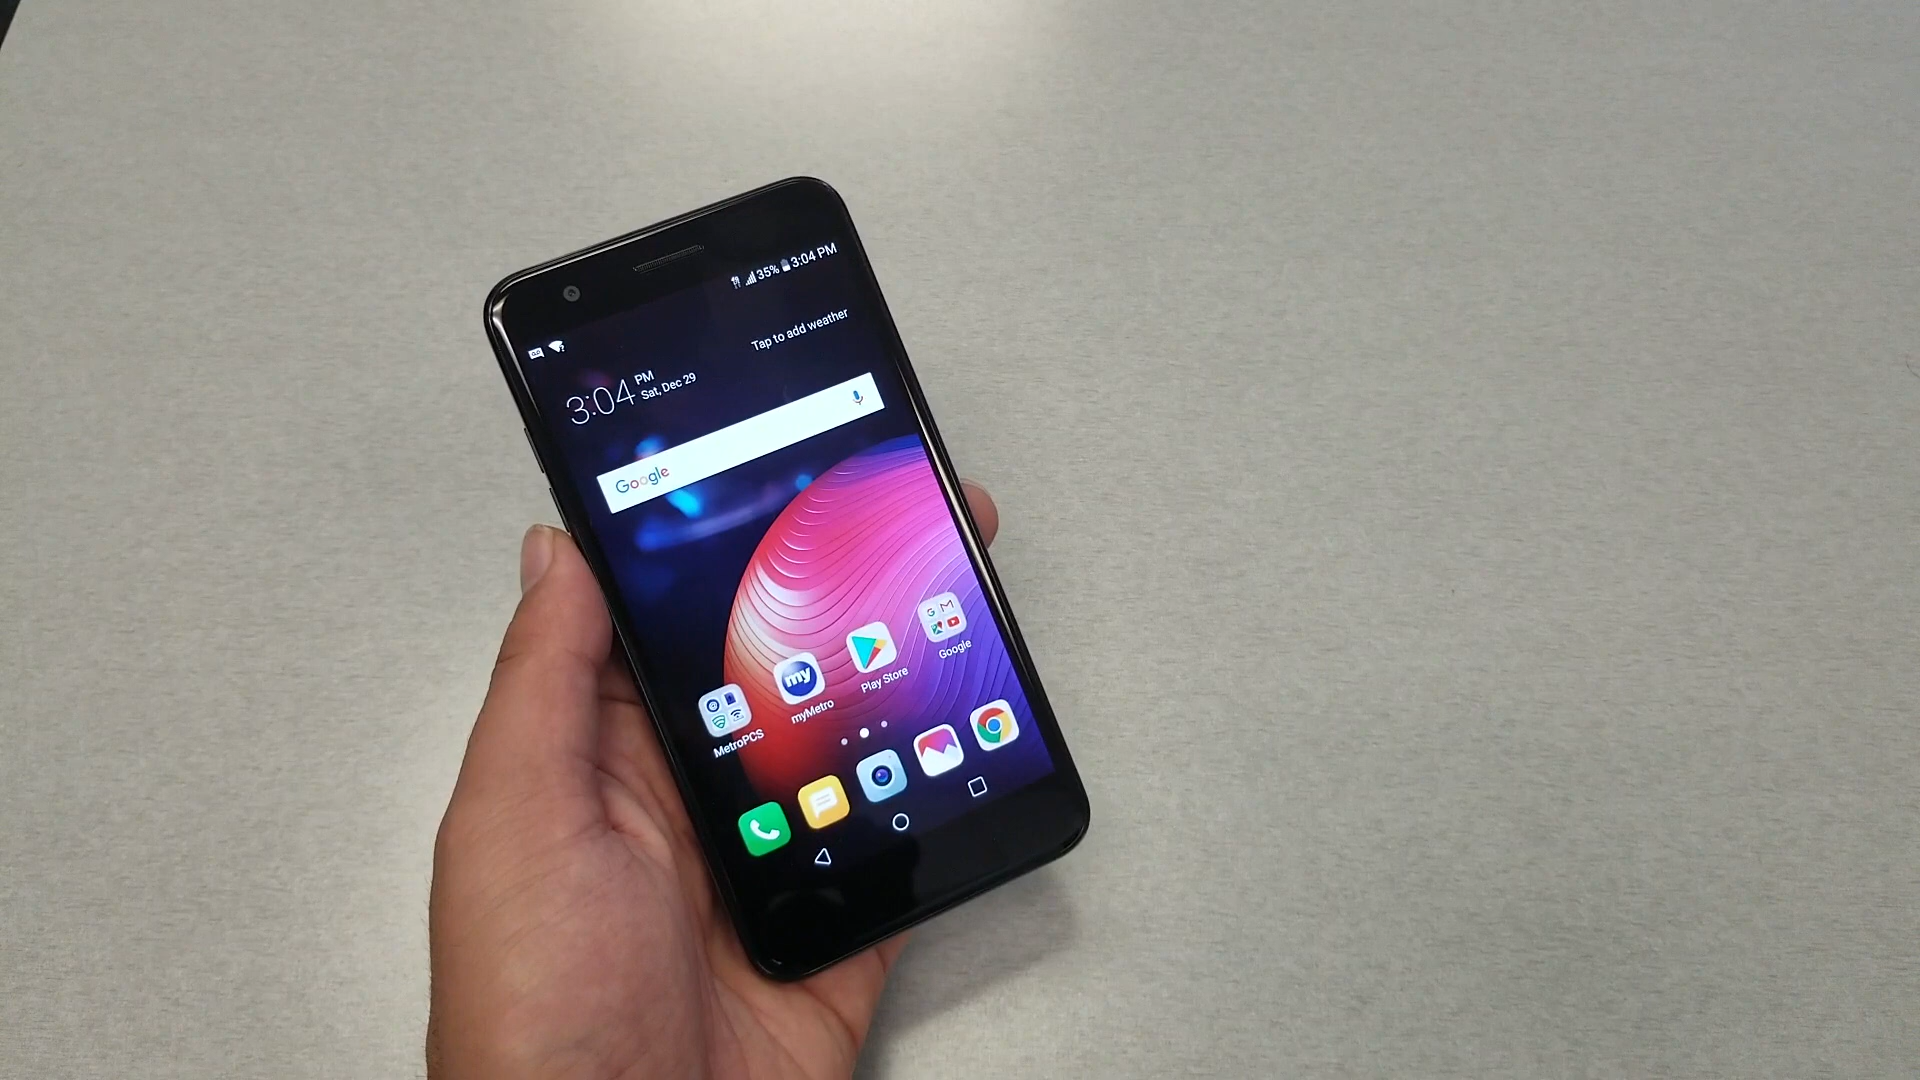 35% 3:04 PM
Tap to add weather
3:04 PM
Sat, Dec 29
Google
MetroPCS
my
myMetro
Play Store
G
Google